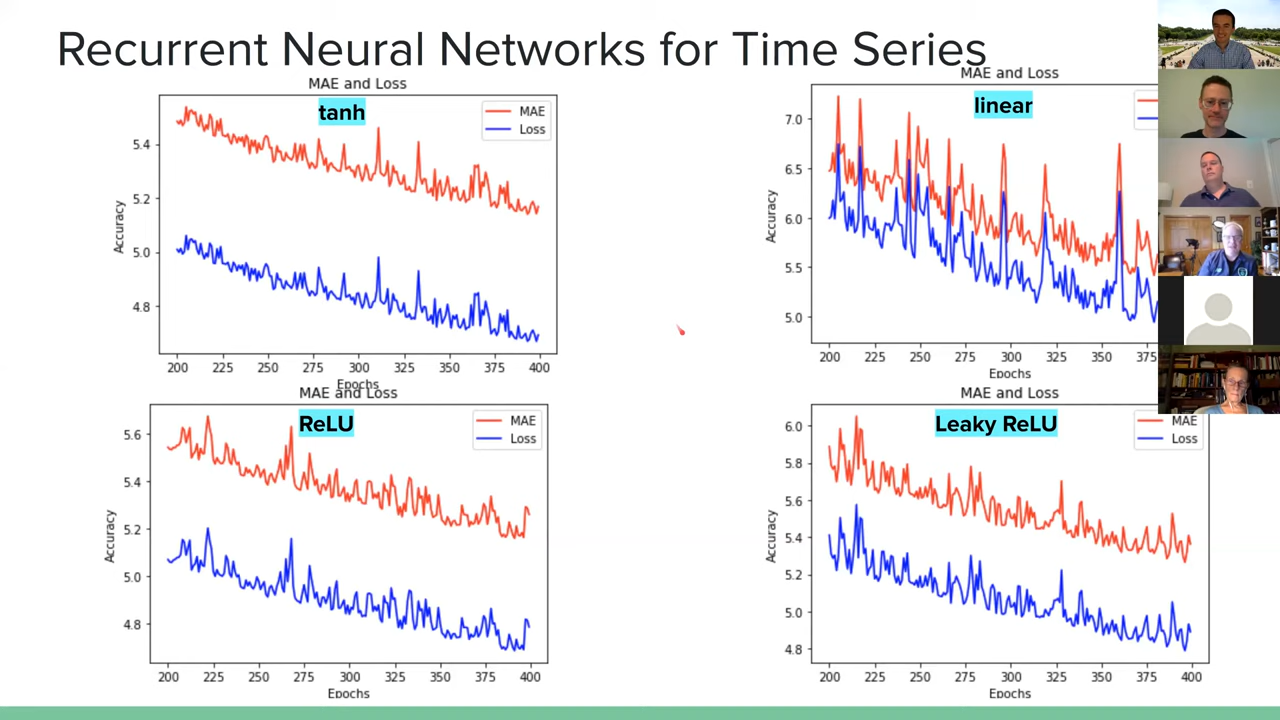 Recurrent Neural Networks for Time Series
MAE and Loss
tanh
MAE
Loss
Accuracy
5.4
5.2
5.0
4.8
200 225 250 275 300 325 350 375 400
Epochs
MAE and Loss
linear
Accuracy
7.0
6.5
6.0
5.5
5.0
200 225 250 275 300 325 350 375
Epochs
MAE and Loss
ReLU
MAE
Loss
Accuracy
5.6
5.4
5.2
5.0
4.8
200 225 250 275 300 325 350 375 400
Epochs
MAE and Loss
Leaky ReLU
MAE
Loss
Accuracy
6.0
5.8
5.6
5.4
5.2
5.0
4.8
200 225 250 275 300 325 350 375 400
Epochs